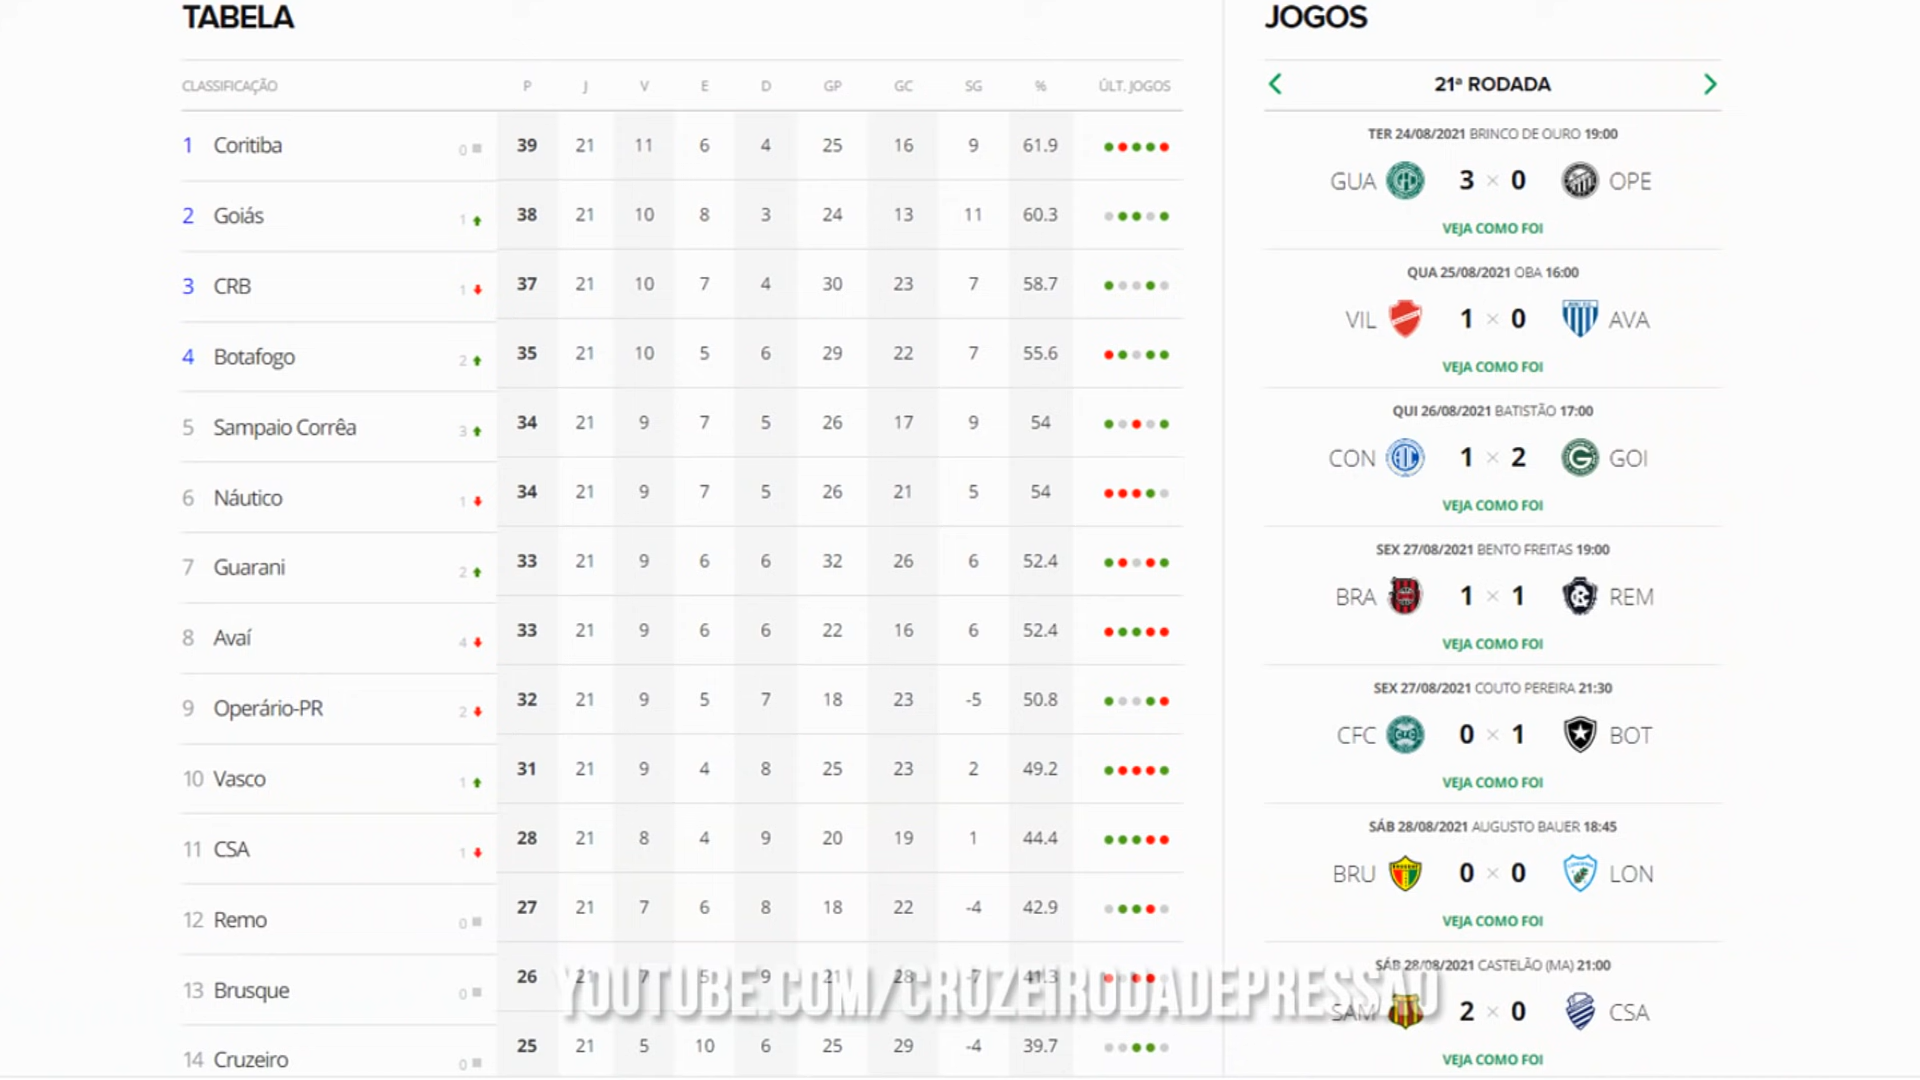 TABELA
CLASSIFICAÇÃO P J V E D GP GC SG % ÚLT. JOGOS
1 Coritiba 0 39 21 11 6 4 25 16 9 61.9
2 Goiás 1 38 21 10 8 3 24 13 11 60.3
3 CRB 1 37 21 10 7 4 30 23 7 58.7
4 Botafogo 2 35 21 10 5 6 29 22 7 55.6
5 Sampaio Corrêa 3 34 21 9 7 5 26 17 9 54
6 Náutico 1 34 21 9 7 5 26 21 5 54
7 Guarani 2 33 21 9 6 6 32 26 6 52.4
8 Avaí 4 33 21 9 6 6 22 16 6 52.4
9 Operário-PR 2 32 21 9 5 7 18 23 -5 50.8
10 Vasco 1 31 21 9 4 8 25 23 2 49.2
11 CSA 1 28 21 8 4 9 20 19 1 44.4
12 Remo 0 27 21 7 6 8 18 22 -4 42.9
13 Brusque 0 26 21 7 5 9 21 28 -7 41.3
14 Cruzeiro 0 25 21 5 10 6 25 29 -4 39.7
JOGOS
21ª RODADA
TER 24/08/2021 BRINCO DE OURO 19:00
GUA 3 × 0 OPE
VEJA COMO FOI
QUA 25/08/2021 OBA 16:00
VIL 1 × 0 AVA
VEJA COMO FOI
QUI 26/08/2021 BATISTÃO 17:00
CON 1 × 2 GOI
VEJA COMO FOI
SEX 27/08/2021 BENTO FREITAS 19:00
BRA 1 × 1 REM
VEJA COMO FOI
SEX 27/08/2021 COUTO PEREIRA 21:30
CFC 0 × 1 BOT
VEJA COMO FOI
SÁB 28/08/2021 AUGUSTO BAUER 18:45
BRU 0 × 0 LON
VEJA COMO FOI
SÁB 28/08/2021 CASTELÃO (MA) 21:00
SAM 2 × 0 CSA
VEJA COMO FOI
YOUTUBE.COM/CRUZEIRODADEPRESSAO